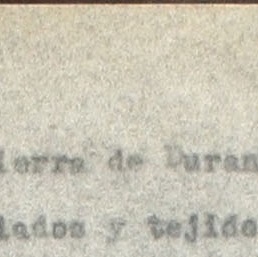 ierra de Duran
lados y tejido